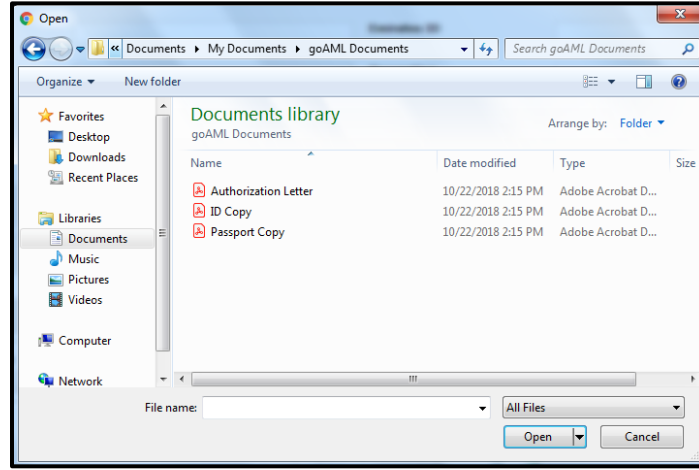 Open
« Documents ▸ My Documents ▸ goAML Documents
Search goAML Documents
Organize New folder
Favorites
Desktop
Downloads
Recent Places
Libraries
Documents
Music
Pictures
Videos
Computer
Network
Documents library
goAML Documents
Arrange by: Folder
Name Date modified Type Size
Authorization Letter 10/22/2018 2:15 PM Adobe Acrobat D...
ID Copy 10/22/2018 2:15 PM Adobe Acrobat D...
Passport Copy 10/22/2018 2:15 PM Adobe Acrobat D...
File name: All Files
Open Cancel